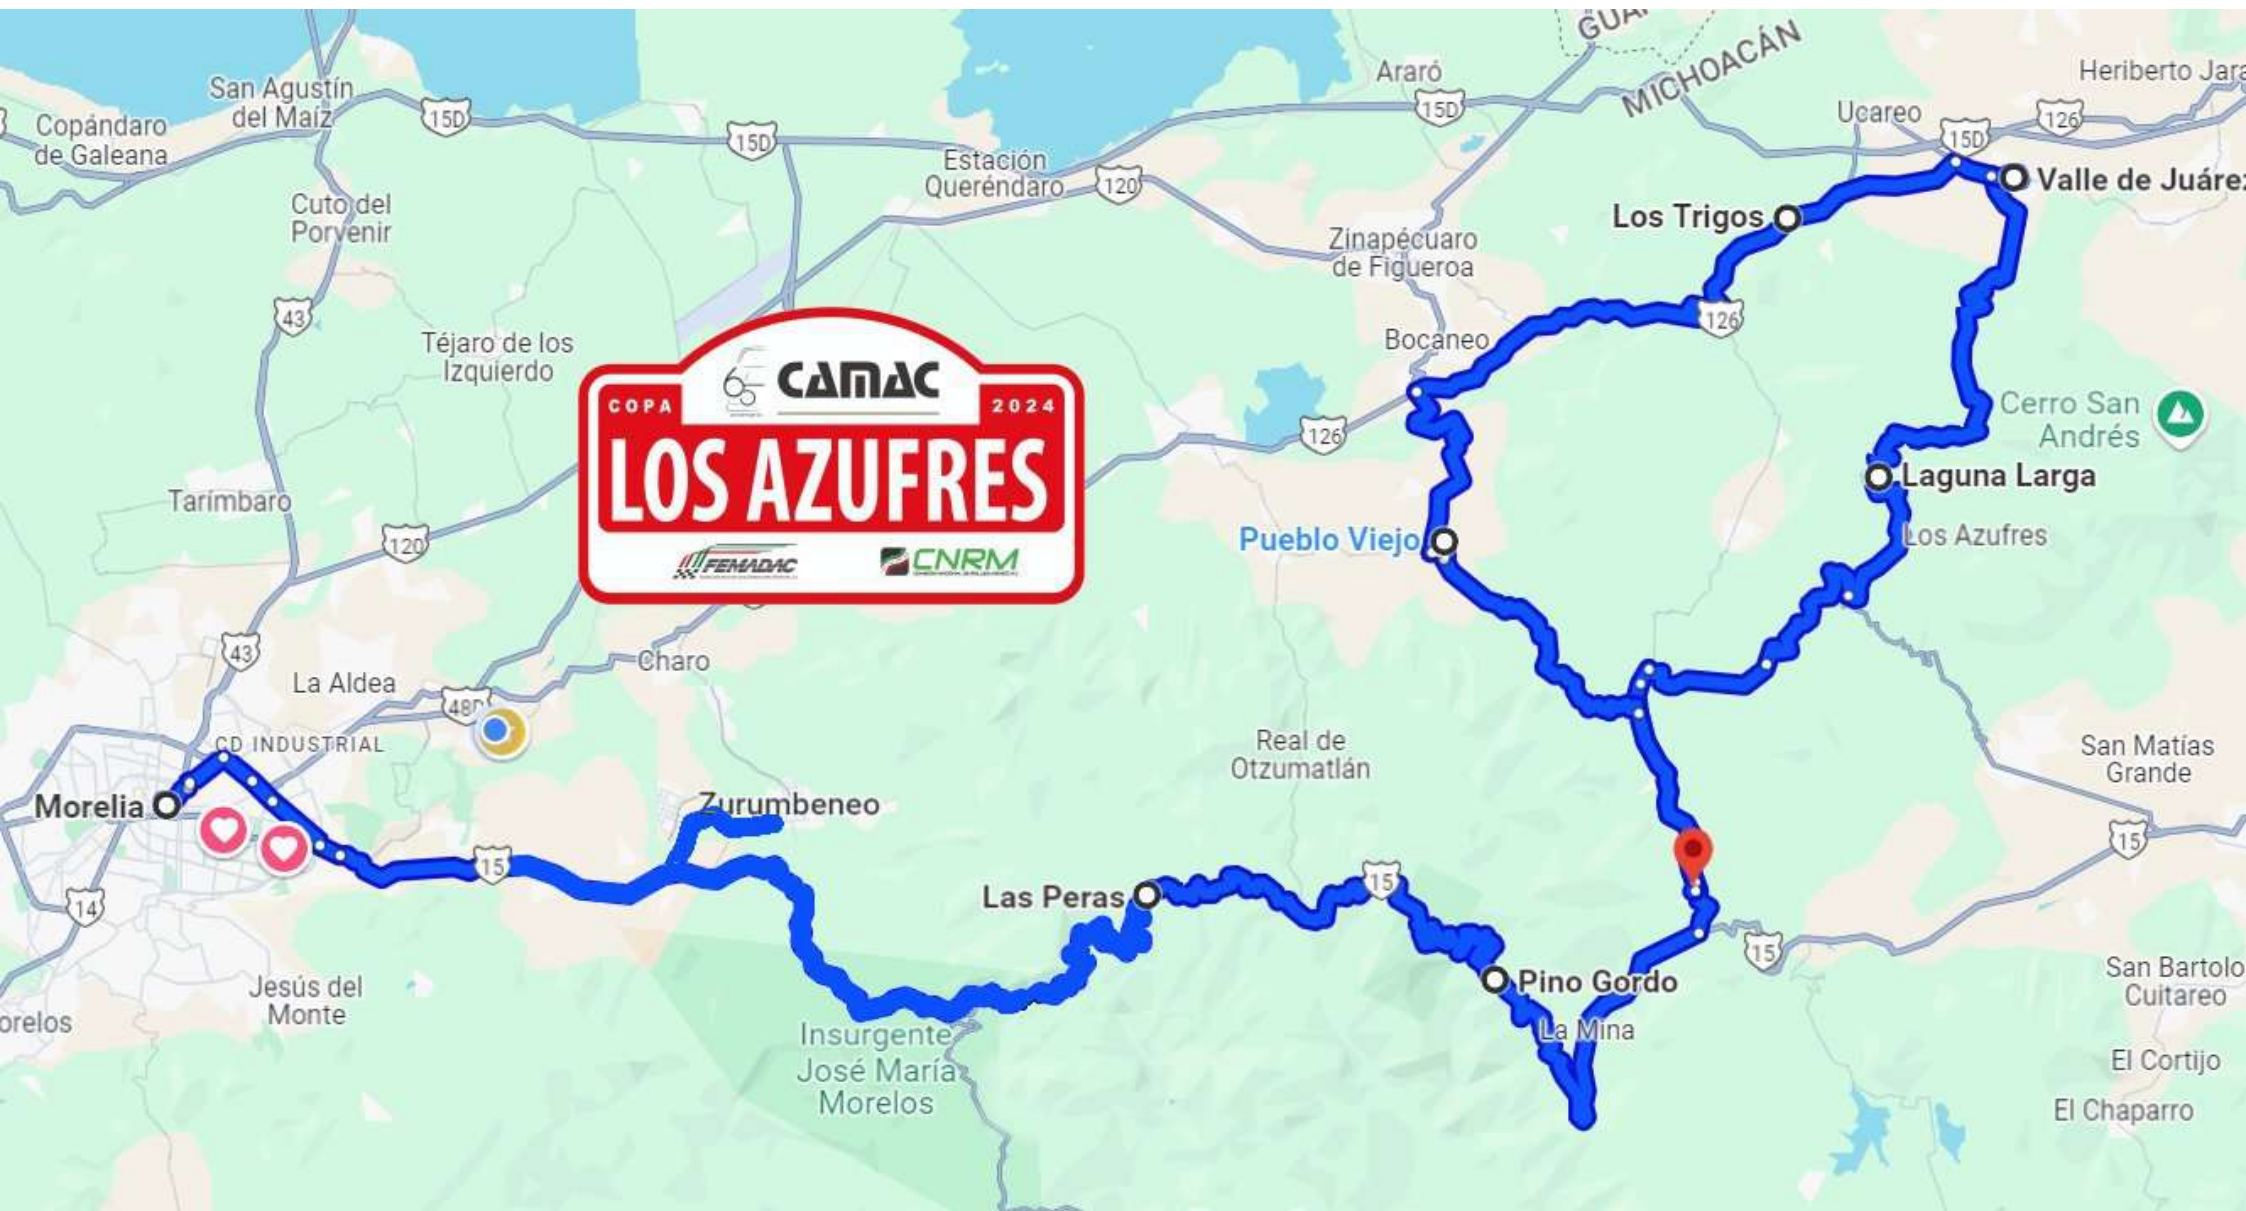 GUA
MICHOACÁN
Heriberto Jara
San Agustín
del Maíz
Araró
15D
15D
Ucareo
126
Copándaro
de Galeana
15D
15D
Estación
Queréndaro
120
Valle de Juárez
Cuto del
Porvenir
Los Trigos
Zinapécuaro
de Figueroa
43
126
Téjaro de los
Izquierdo
Bocaneo
65 CAMAC
COPA
2024
LOS AZUFRES
FEMADAC
CNRM
Cerro San
Andrés
126
Laguna Larga
Tarímbaro
120
Pueblo Viejo
Los Azufres
43
Charo
La Aldea
48D
CD INDUSTRIAL
Real de
Otzumatlán
San Matías
Grande
Morelia
Zurumbeneo
15
15
15
Las Peras
14
15
Pino Gordo
San Bartolo
Cuitareo
Jesús del
Monte
orelos
La Mina
Insurgente
José María
Morelos
El Cortijo
El Chaparro